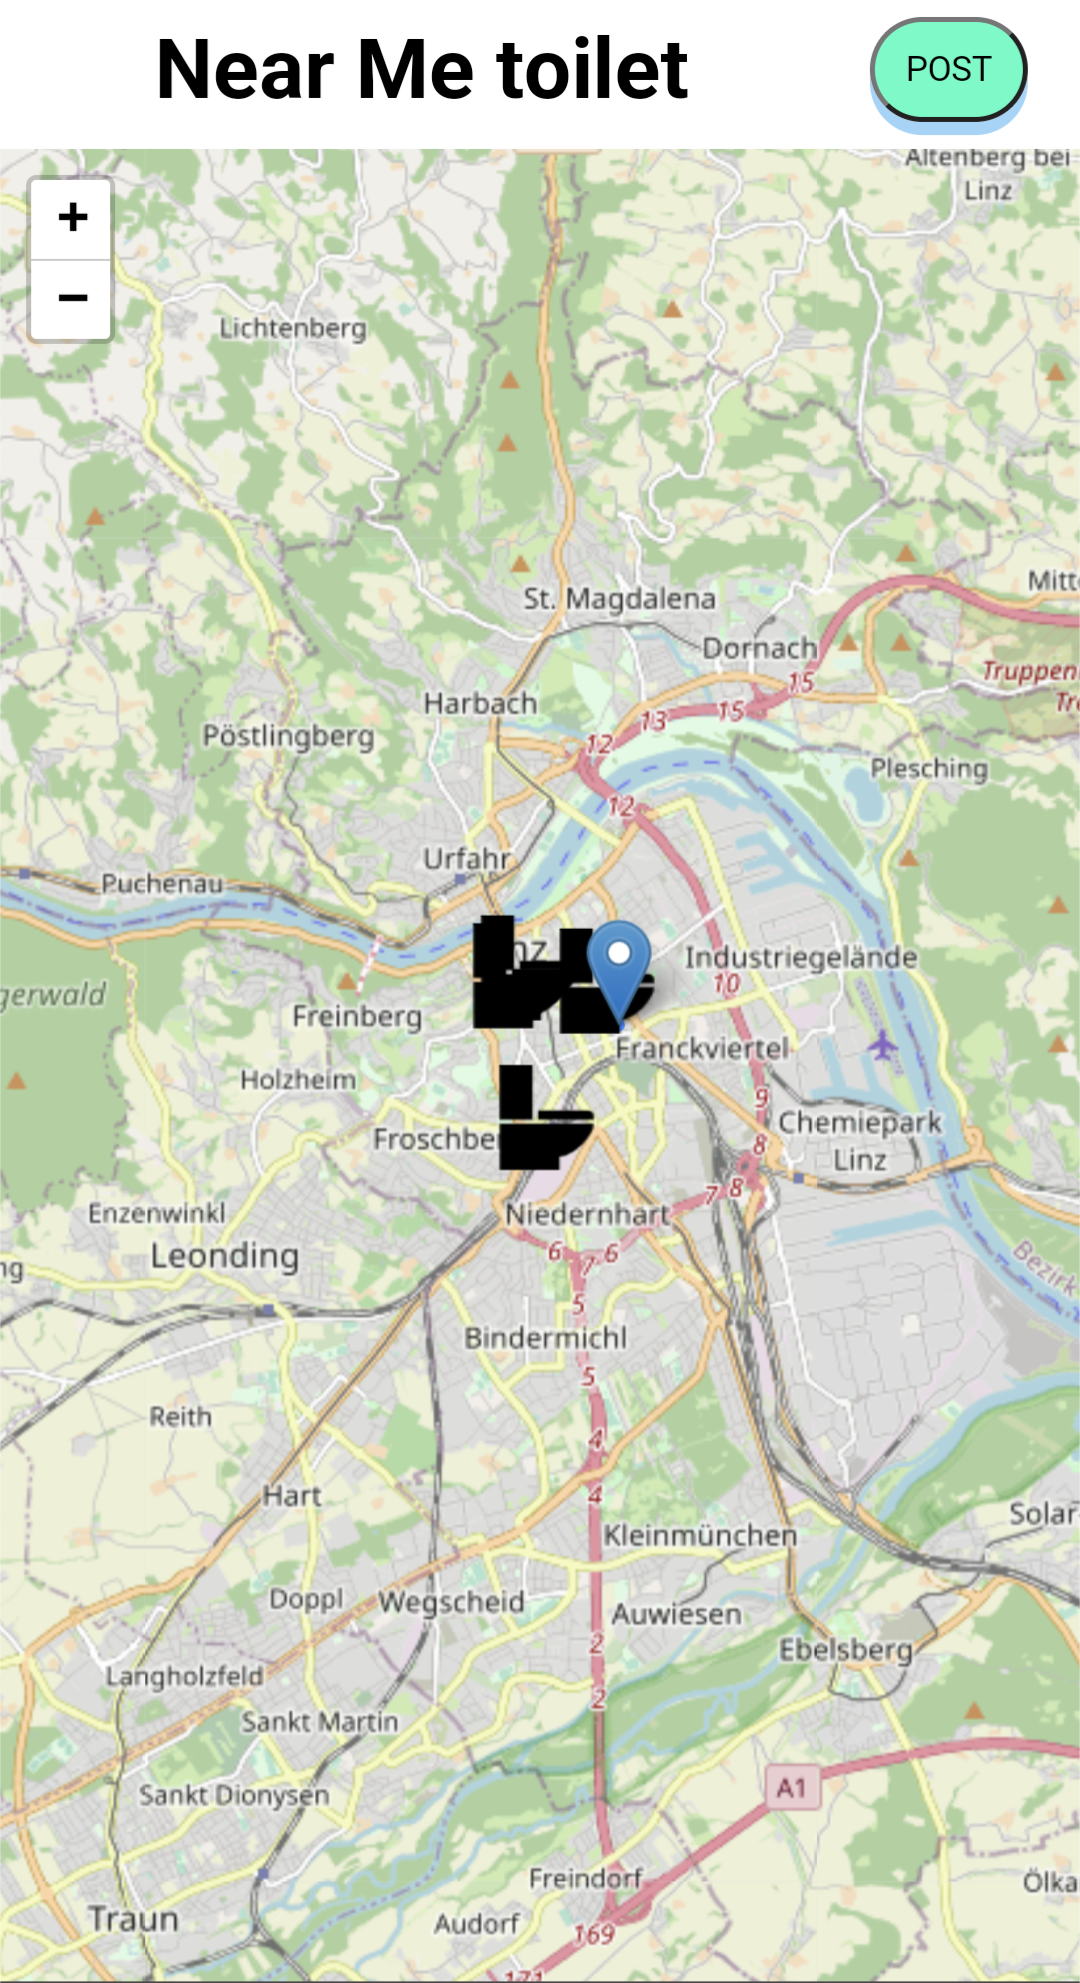 Near Me toilet
POST
Altenberg bei
Linz
+
−
Lichtenberg
St. Magdalena
Mitt
Dornach
15
Truppen
Tr
Harbach
13
15
Pöstlingberg
12
Plesching
12
Urfahr
Puchenau
nz
Industriegelände
10
gerwald
Freinberg
Franckviertel
Holzheim
9
Froschbe
Chemiepark
Linz
8
7
8
Enzenwinkl
Niedernhart
Leonding
6
7
6
ng
Bezirk
5
Bindermichl
5
Reith
4
Hart
4
Solar
Kleinmünchen
Doppl
Wegscheid
Auwiesen
2
Ebelsberg
Langholzfeld
2
Sankt Martin
A1
Sankt Dionysen
Freindorf
Ölka
Traun
Audorf
169
171